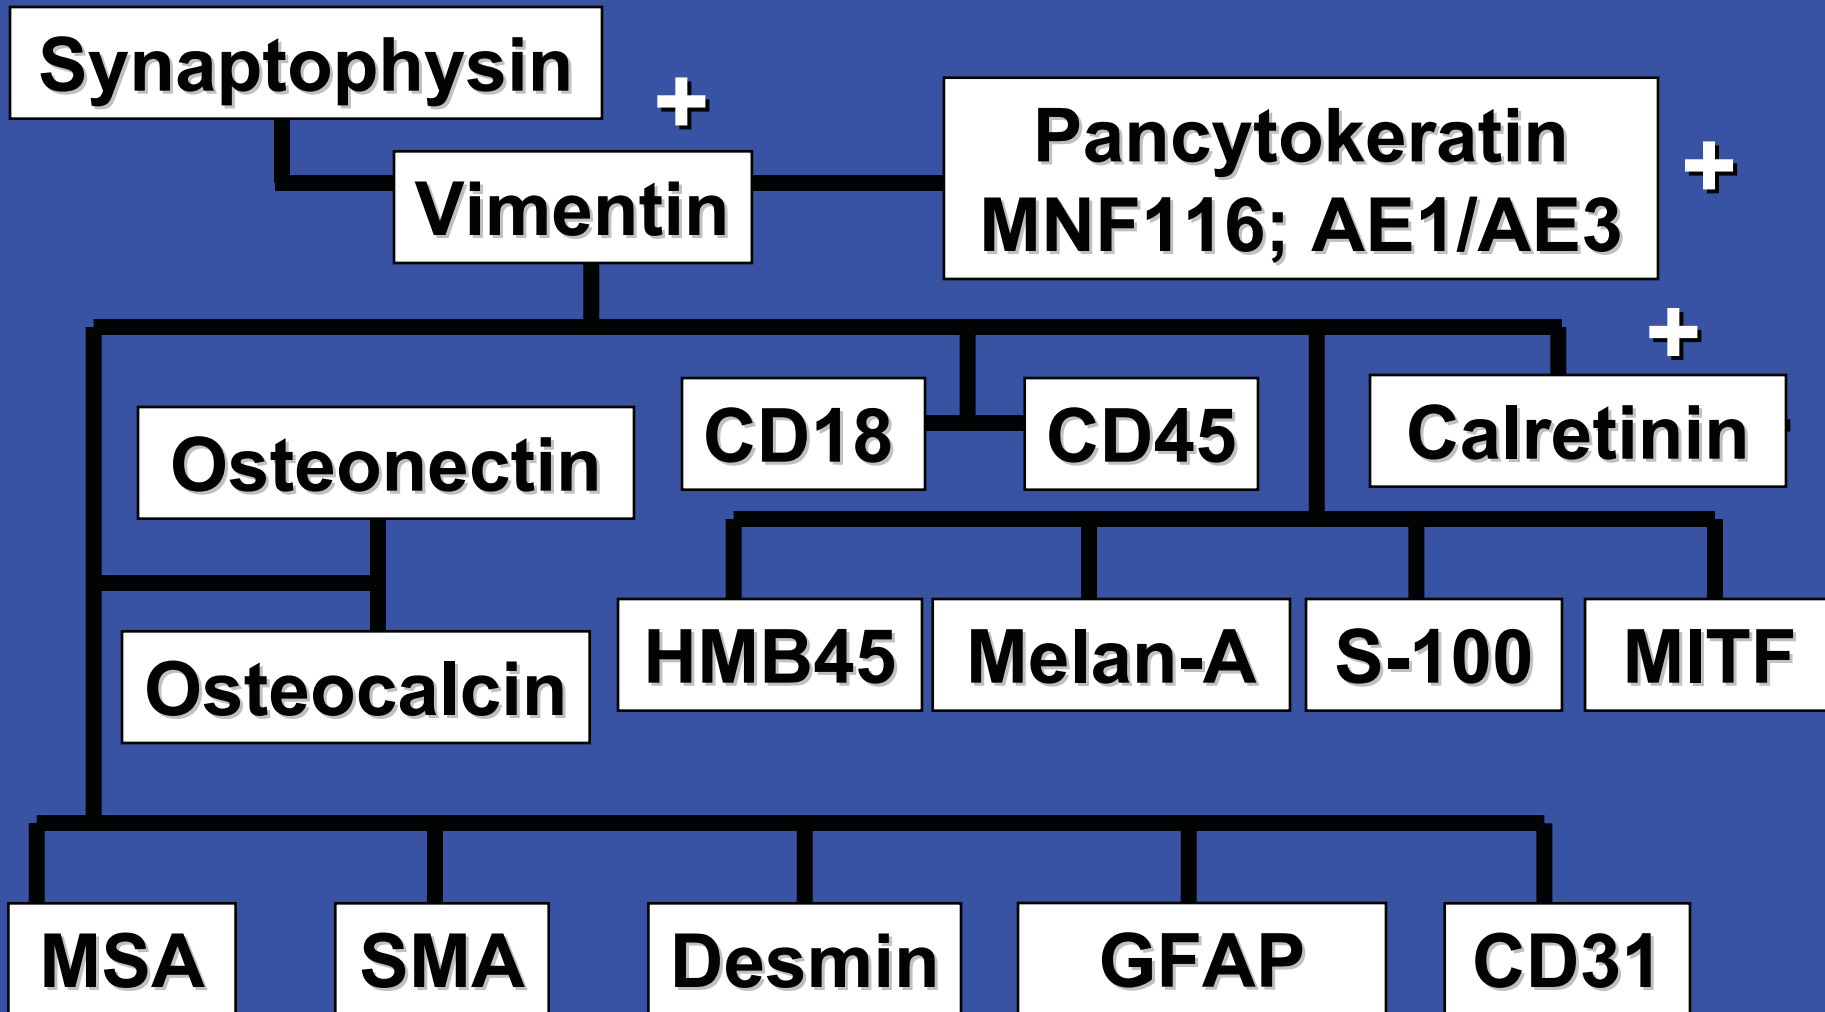 Synaptophysin
+
Vimentin
Pancytokeratin
MNF116; AE1/AE3
+
+
CD18
CD45
Calretinin
Osteonectin
HMB45
Melan-A
S-100
MITF
Osteocalcin
MSA
SMA
Desmin
GFAP
CD31